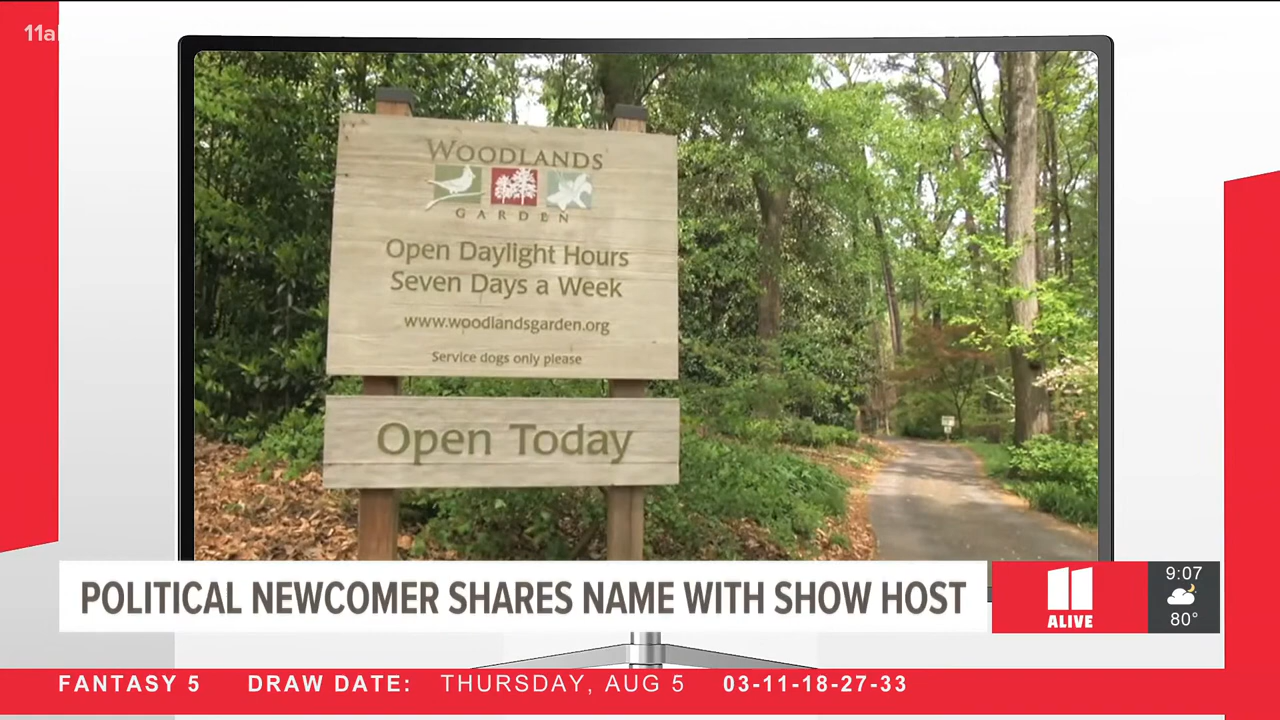 WOODLANDS
GARDEN
Open Daylight Hours
Seven Days a Week
www.woodlandsgarden.org
Service dogs only please
Open Today
POLITICAL NEWCOMER SHARES NAME WITH SHOW HOST
11
ALIVE
9:07
80°
FANTASY 5 DRAW DATE: THURSDAY, AUG 5 03-11-18-27-33